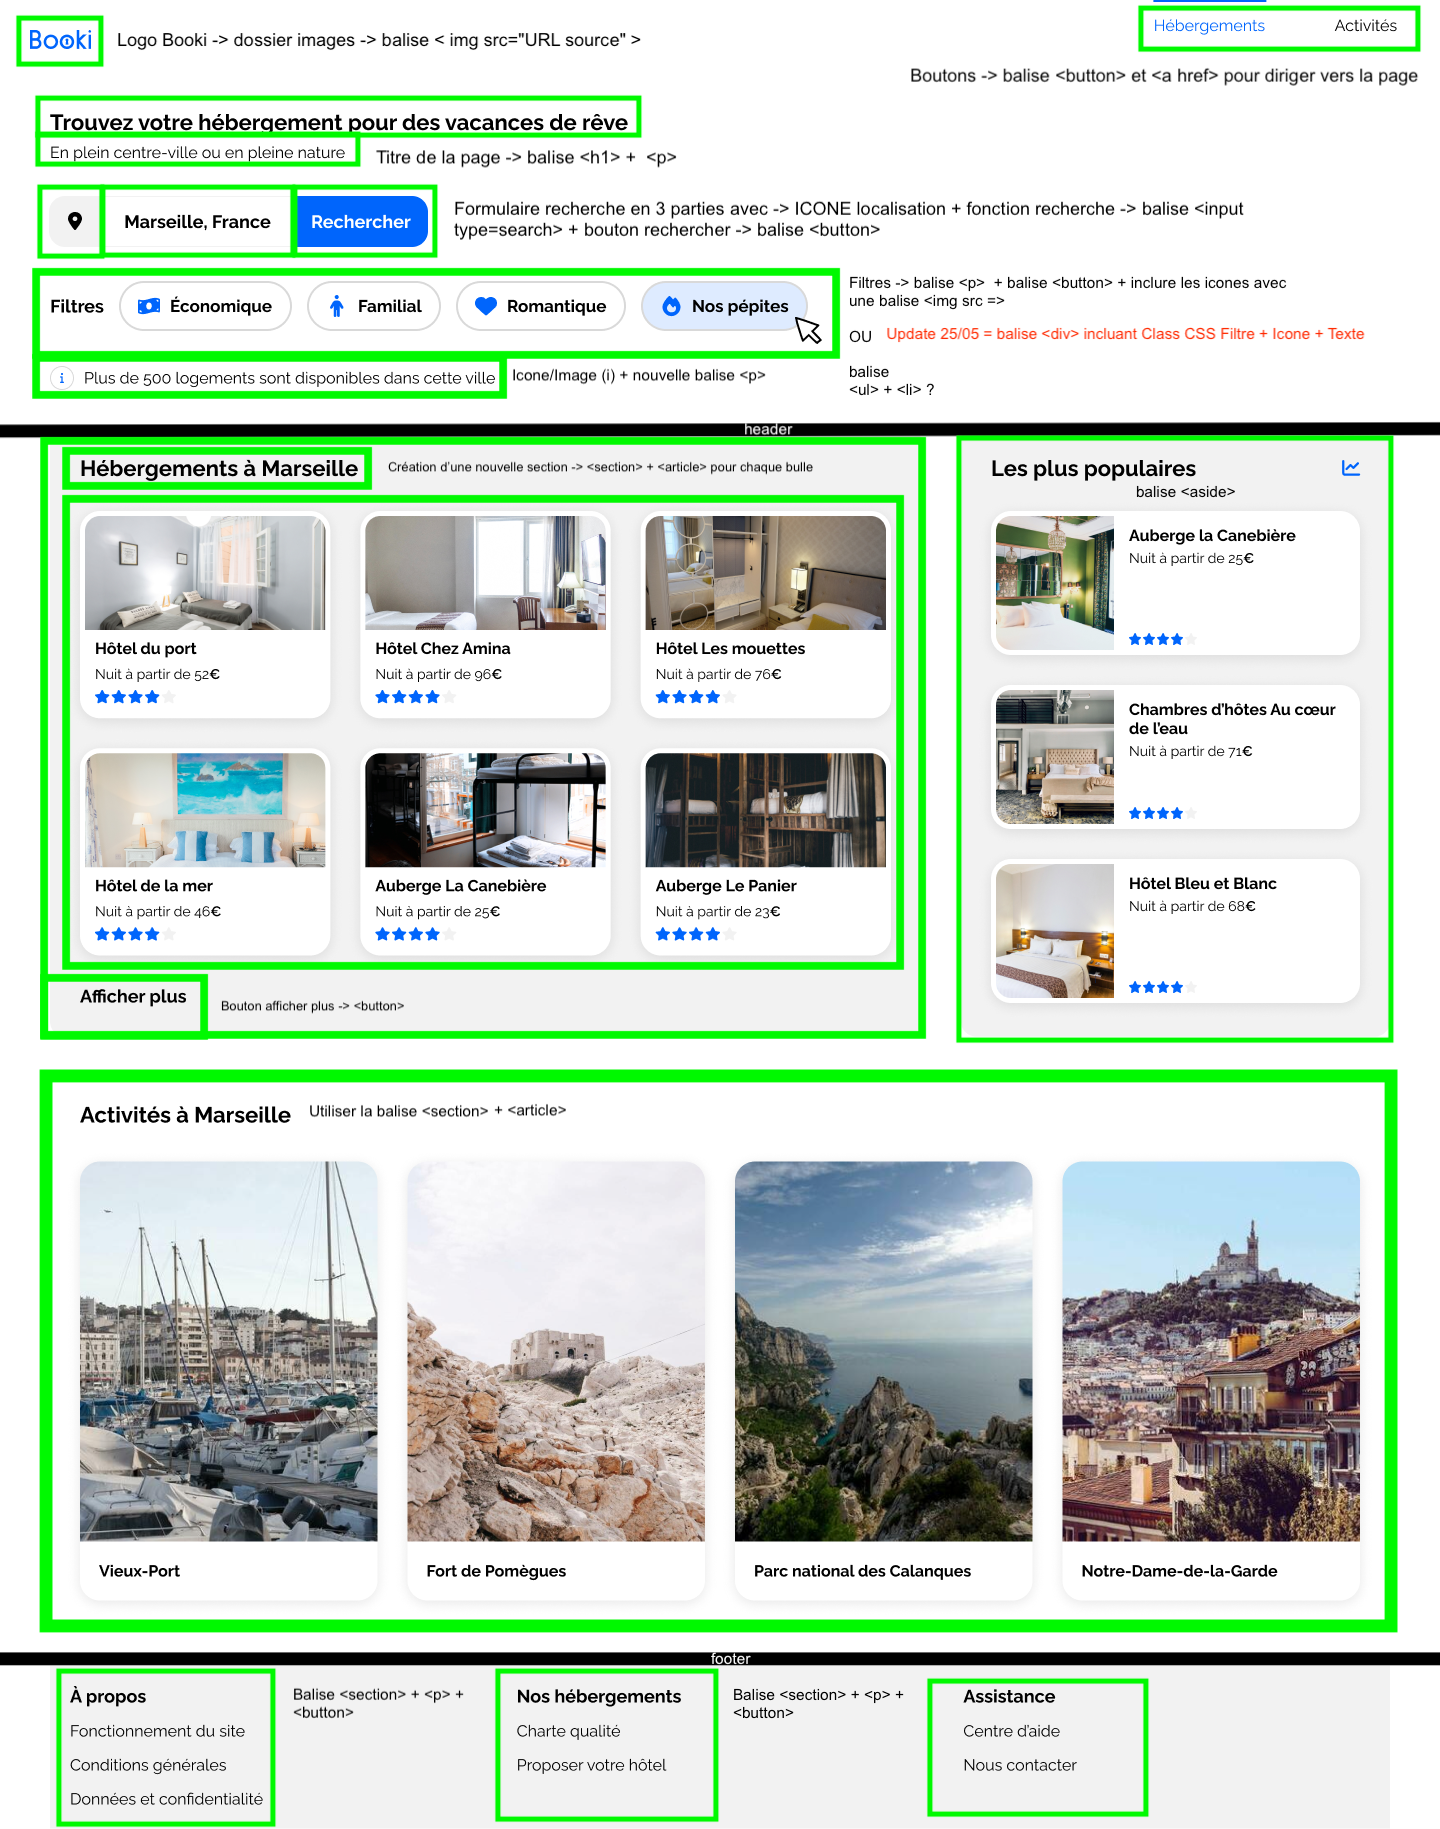 Booki
Logo Booki -> dossier images -> balise < img src="URL source" >
Hébergements
Activités
Boutons -> balise <button> et <a href> pour diriger vers la page
Trouvez votre hébergement pour des vacances de rêve
En plein centre-ville ou en pleine nature
Titre de la page -> balise <h1> + <p>
Marseille, France
Rechercher
Formulaire recherche en 3 parties avec -> ICONE localisation + fonction recherche -> balise <input
type=search> + bouton rechercher -> balise <button>
Filtres
Économique
Familial
Romantique
Nos pépites
Filtres -> balise <p> + balise <button> + inclure les icones avec
une balise <img src =>
OU
Update 25/05 = balise <div> incluant Class CSS Filtre + Icone + Texte
balise
<ul> + <li> ?
i
Plus de 500 logements sont disponibles dans cette ville
Icone/Image (i) + nouvelle balise <p>
header
Hébergements à Marseille
Création d'une nouvelle section -> <section> + <article> pour chaque bulle
Hôtel du port
Nuit à partir de 52€
Hôtel Chez Amina
Nuit à partir de 96€
Hôtel Les mouettes
Nuit à partir de 76€
Hôtel de la mer
Nuit à partir de 46€
Auberge La Canebière
Nuit à partir de 25€
Auberge Le Panier
Nuit à partir de 23€
Afficher plus
Bouton afficher plus -> <button>
Les plus populaires
balise <aside>
Auberge la Canebière
Nuit à partir de 25€
Chambres d'hôtes Au cœur
de l'eau
Nuit à partir de 71€
Hôtel Bleu et Blanc
Nuit à partir de 68€
Activités à Marseille
Utiliser la balise <section> + <article>
Vieux-Port
Fort de Pomègues
Parc national des Calanques
Notre-Dame-de-la-Garde
footer
À propos
Fonctionnement du site
Conditions générales
Données et confidentialité
Balise <section> + <p> +
<button>
Nos hébergements
Charte qualité
Proposer votre hôtel
Balise <section> + <p> +
<button>
Assistance
Centre d'aide
Nous contacter